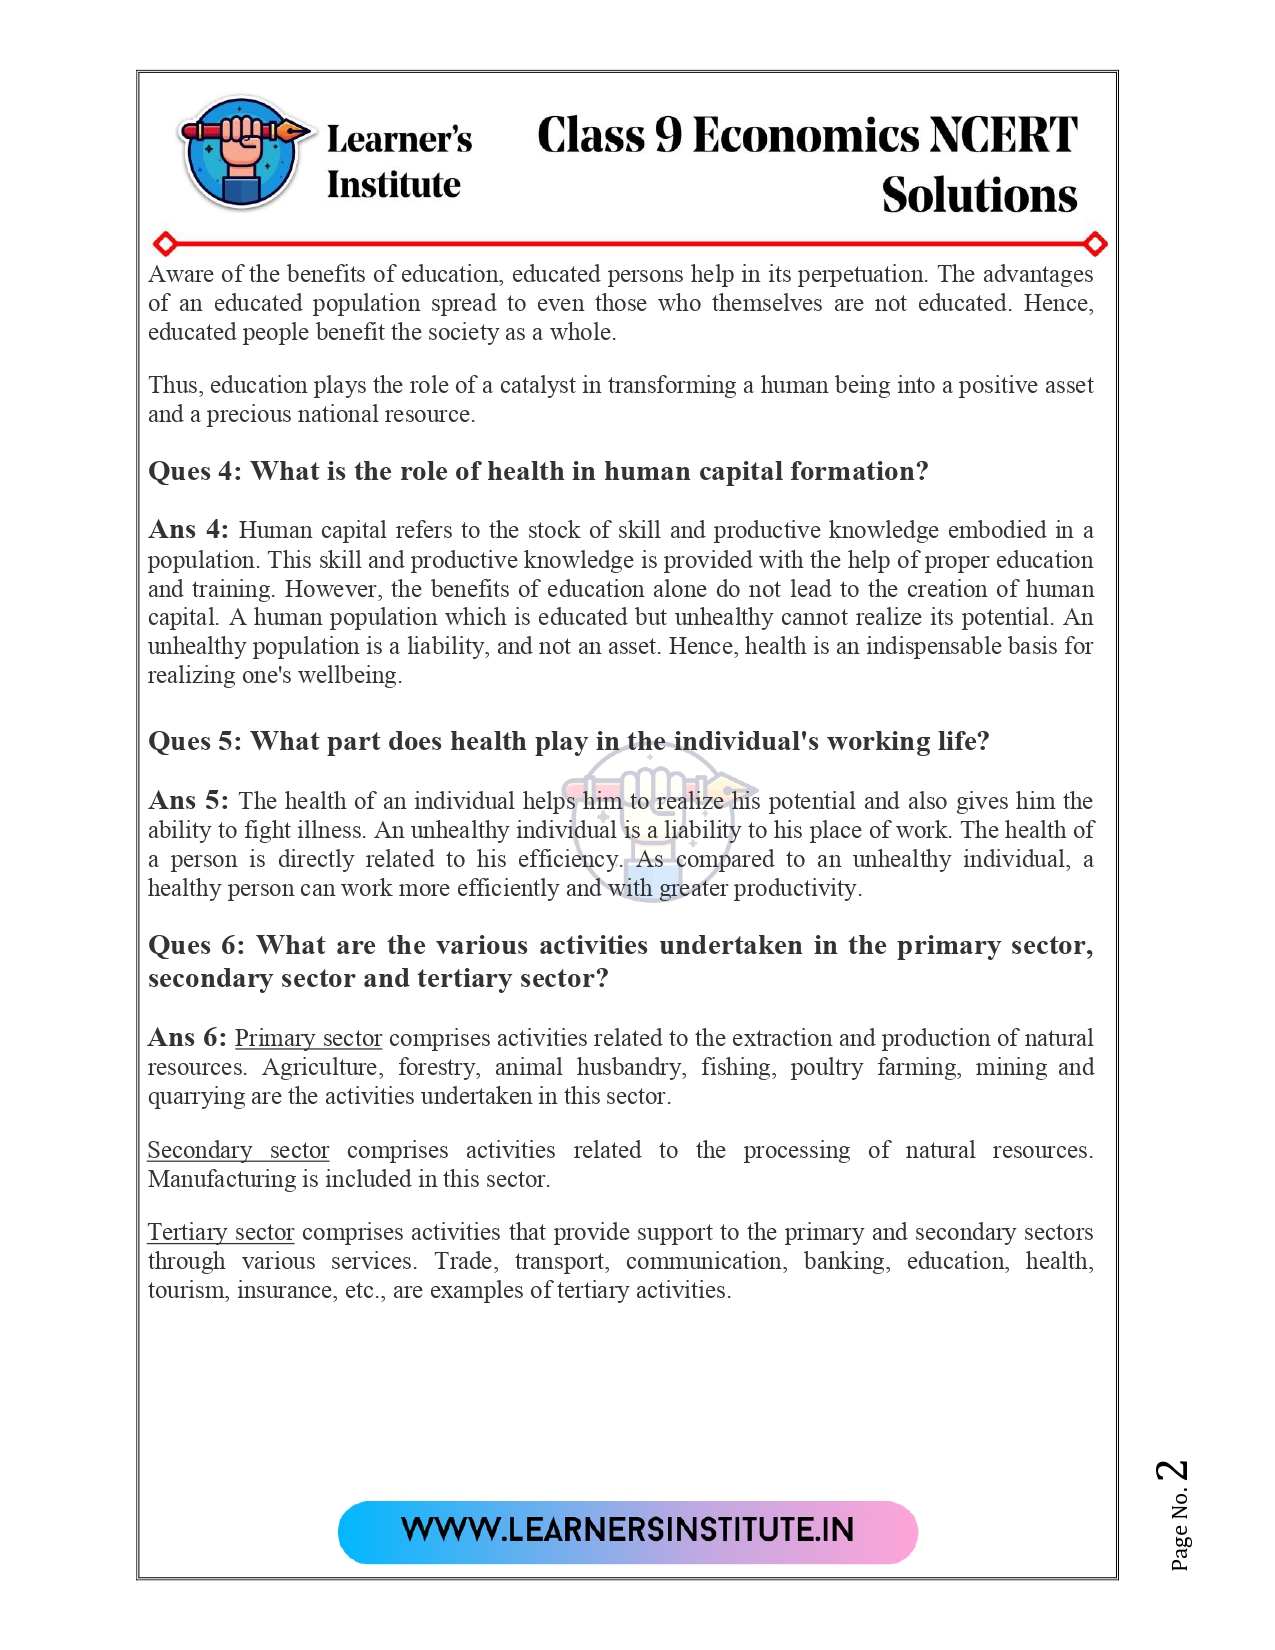 Learner's
Institute
Class 9 Economics NCERT
Solutions
Aware of the benefits of education, educated persons help in its perpetuation. The advantages
of an educated population spread to even those who themselves are not educated. Hence,
educated people benefit the society as a whole.
Thus, education plays the role of a catalyst in transforming a human being into a positive asset
and a precious national resource.
Ques 4: What is the role of health in human capital formation?
Ans 4: Human capital refers to the stock of skill and productive knowledge embodied in a
population. This skill and productive knowledge is provided with the help of proper education
and training. However, the benefits of education alone do not lead to the creation of human
capital. A human population which is educated but unhealthy cannot realize its potential. An
unhealthy population is a liability, and not an asset. Hence, health is an indispensable basis for
realizing one's wellbeing.
Ques 5: What part does health play in the individual's working life?
Ans 5: The health of an individual helps him to realize his potential and also gives him the
ability to fight illness. An unhealthy individual is a liability to his place of work. The health of
a person is directly related to his efficiency. As compared to an unhealthy individual, a
healthy person can work more efficiently and with greater productivity.
Ques 6: What are the various activities undertaken in the primary sector,
secondary sector and tertiary sector?
Ans 6: Primary sector comprises activities related to the extraction and production of natural
resources. Agriculture, forestry, animal husbandry, fishing, poultry farming, mining and
quarrying are the activities undertaken in this sector.
Secondary sector comprises activities related to the processing of natural resources.
Manufacturing is included in this sector.
Tertiary sector comprises activities that provide support to the primary and secondary sectors
through various services. Trade, transport, communication, banking, education, health,
tourism, insurance, etc., are examples of tertiary activities.
WWW.LEARNERSINSTITUTE.IN
Page No. 2